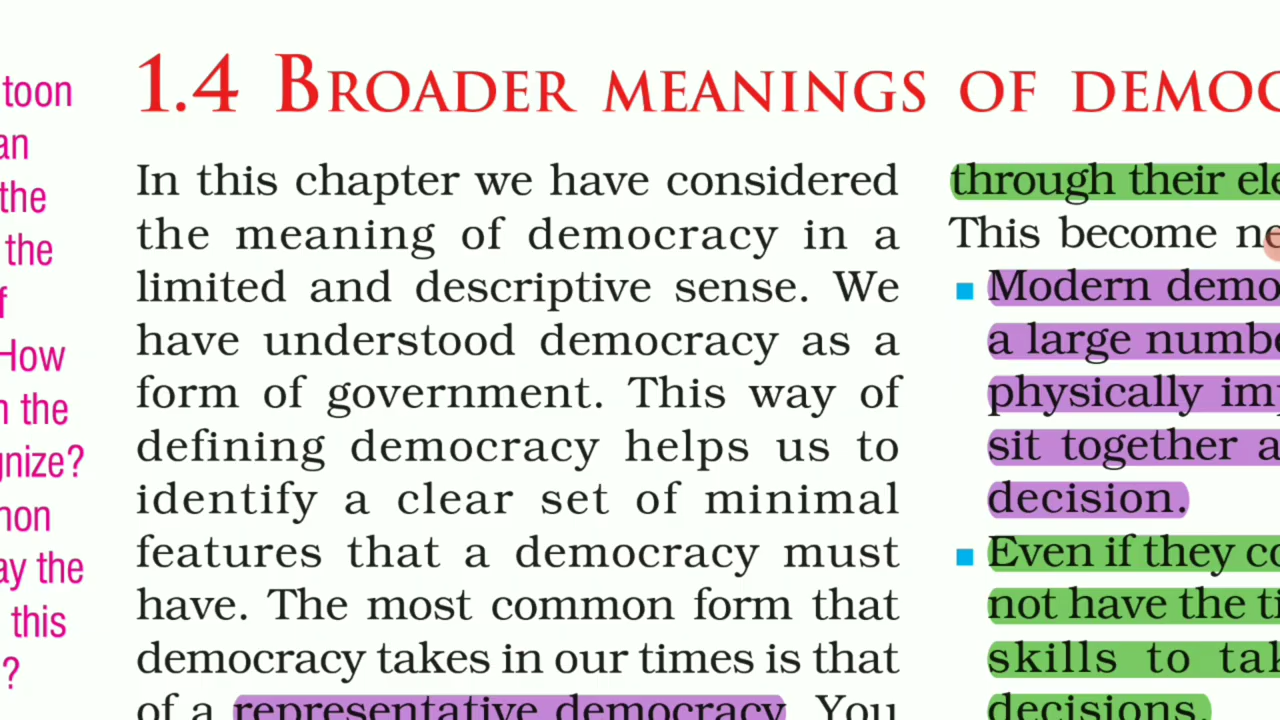 toon
an
the
the
f
How
n the
gnize?
non
ay the
this
?
1.4 BROADER MEANINGS OF DEMOC
In this chapter we have considered
the meaning of democracy in a
limited and descriptive sense. We
have understood democracy as a
form of government. This way of
defining democracy helps us to
identify a clear set of minimal
features that a democracy must
have. The most common form that
democracy takes in our times is that
of a representative democracy. You
through their ele
This become ne
Modern demo
a large numbe
physically imp
sit together a
decision.
Even if they co
not have the ti
skills to tak
decisions.